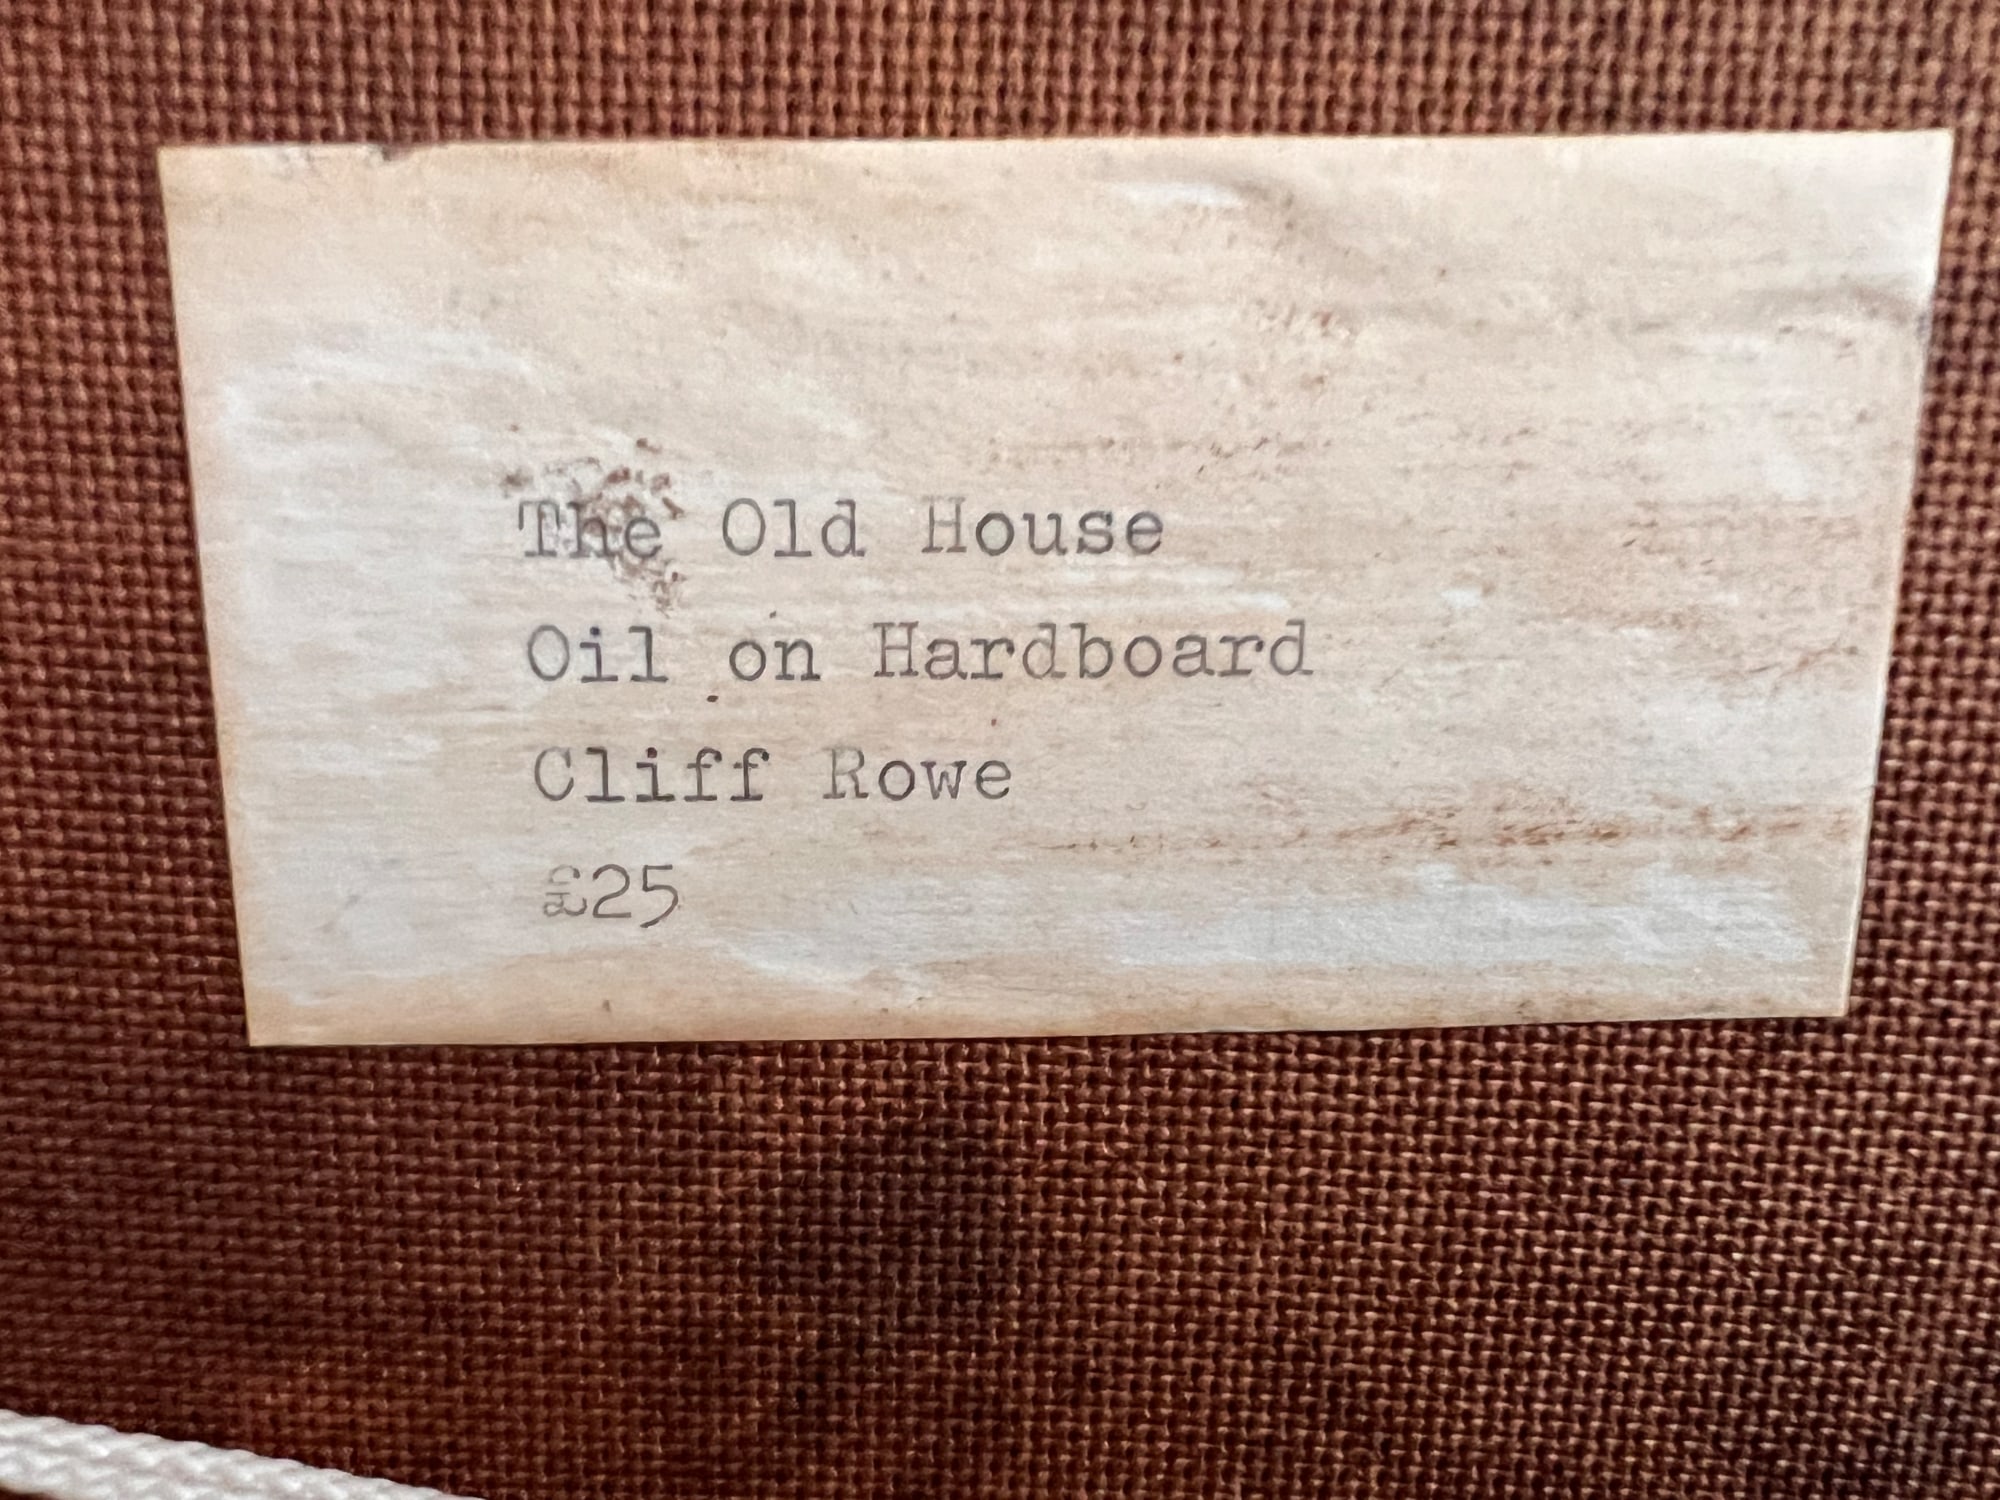 The Old House
Oil on Hardboard
Cliff Rowe
£25